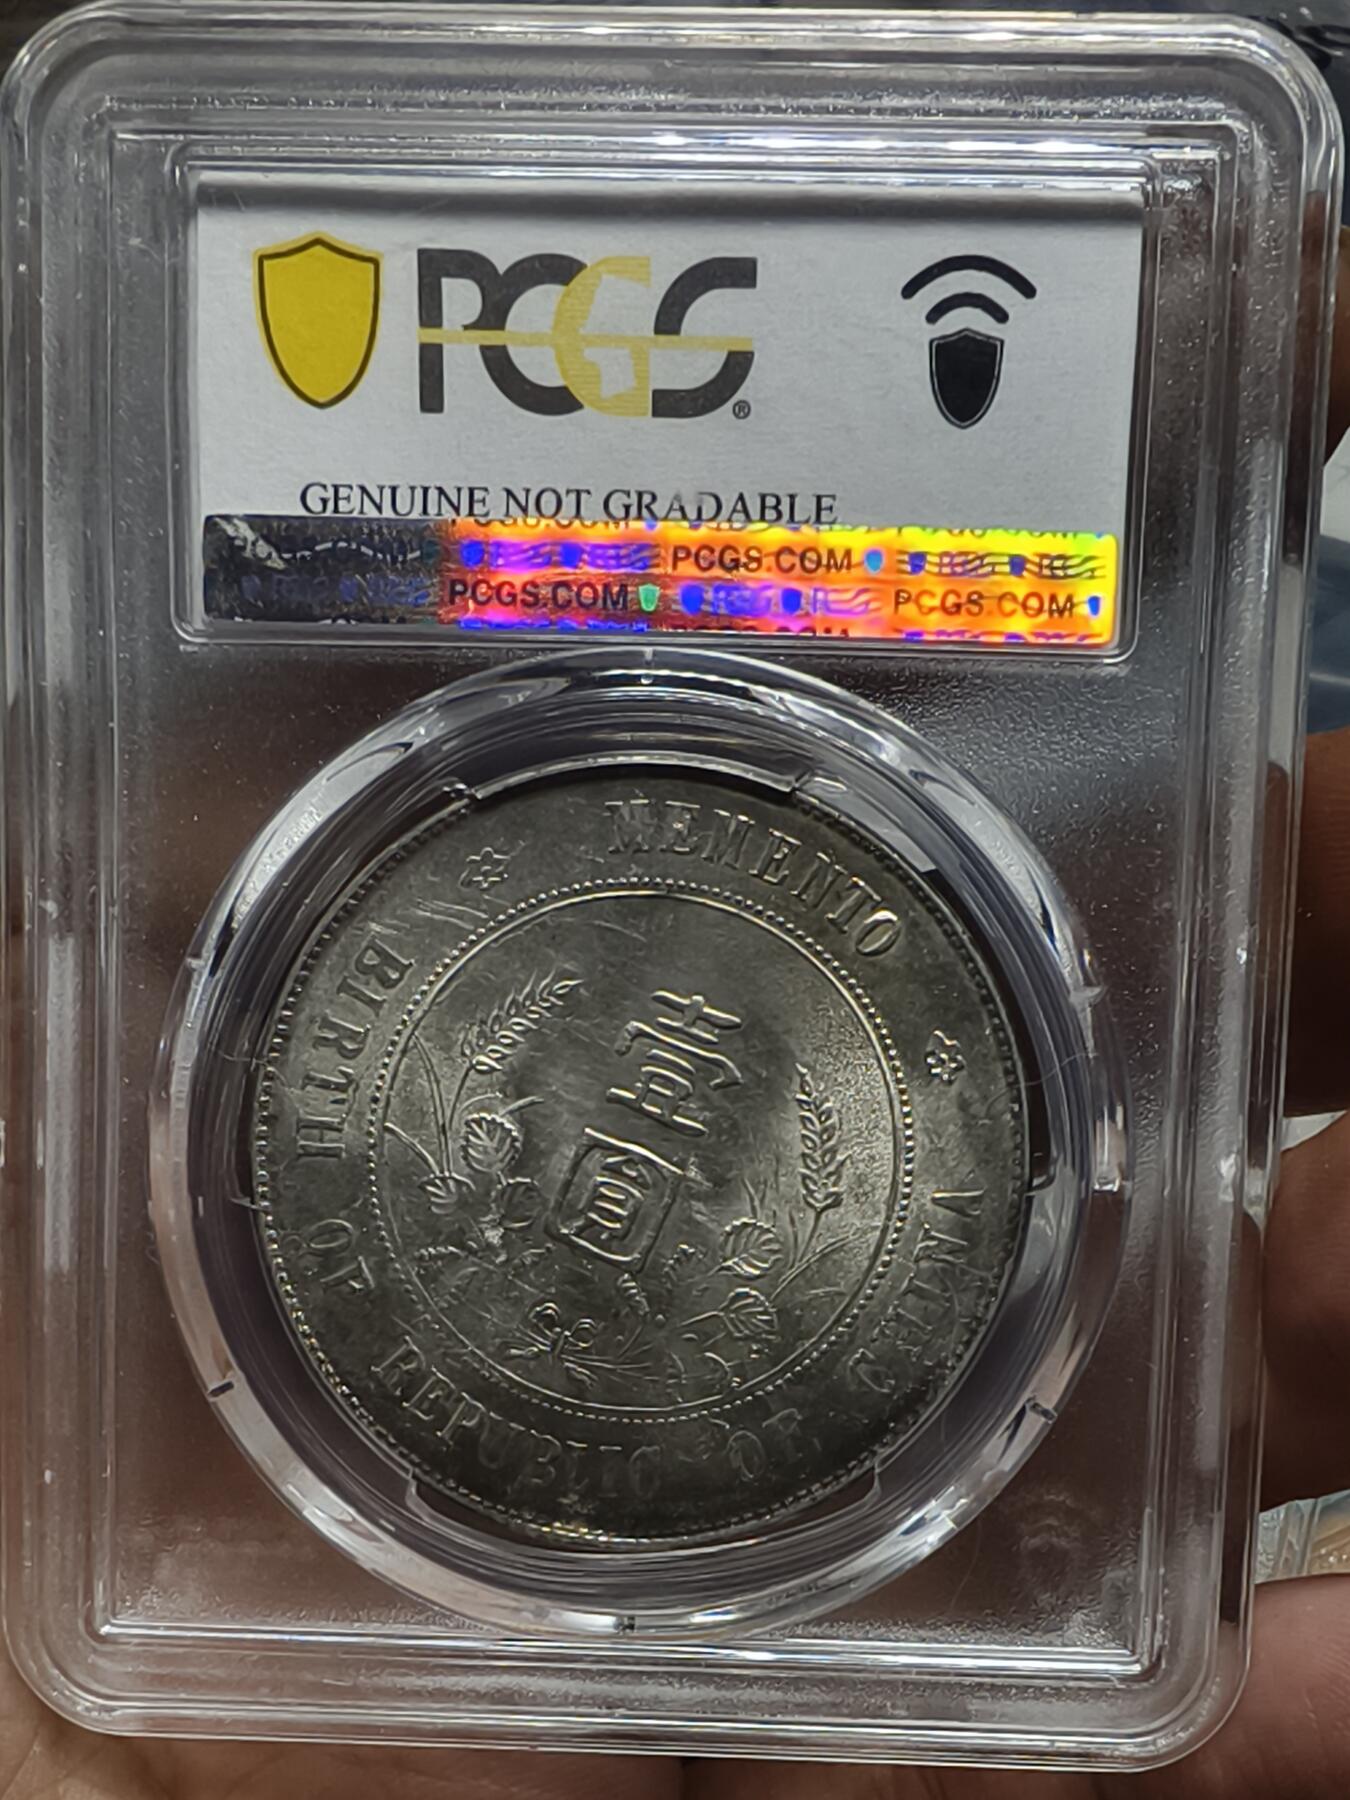 PCGS®
GENUINE NOT GRADABLE
PCGS.COM
PCGS.COM PCGS.COM
MEMENTO
BIRTH OF REPUBLIC OF CHINA
壹
圓